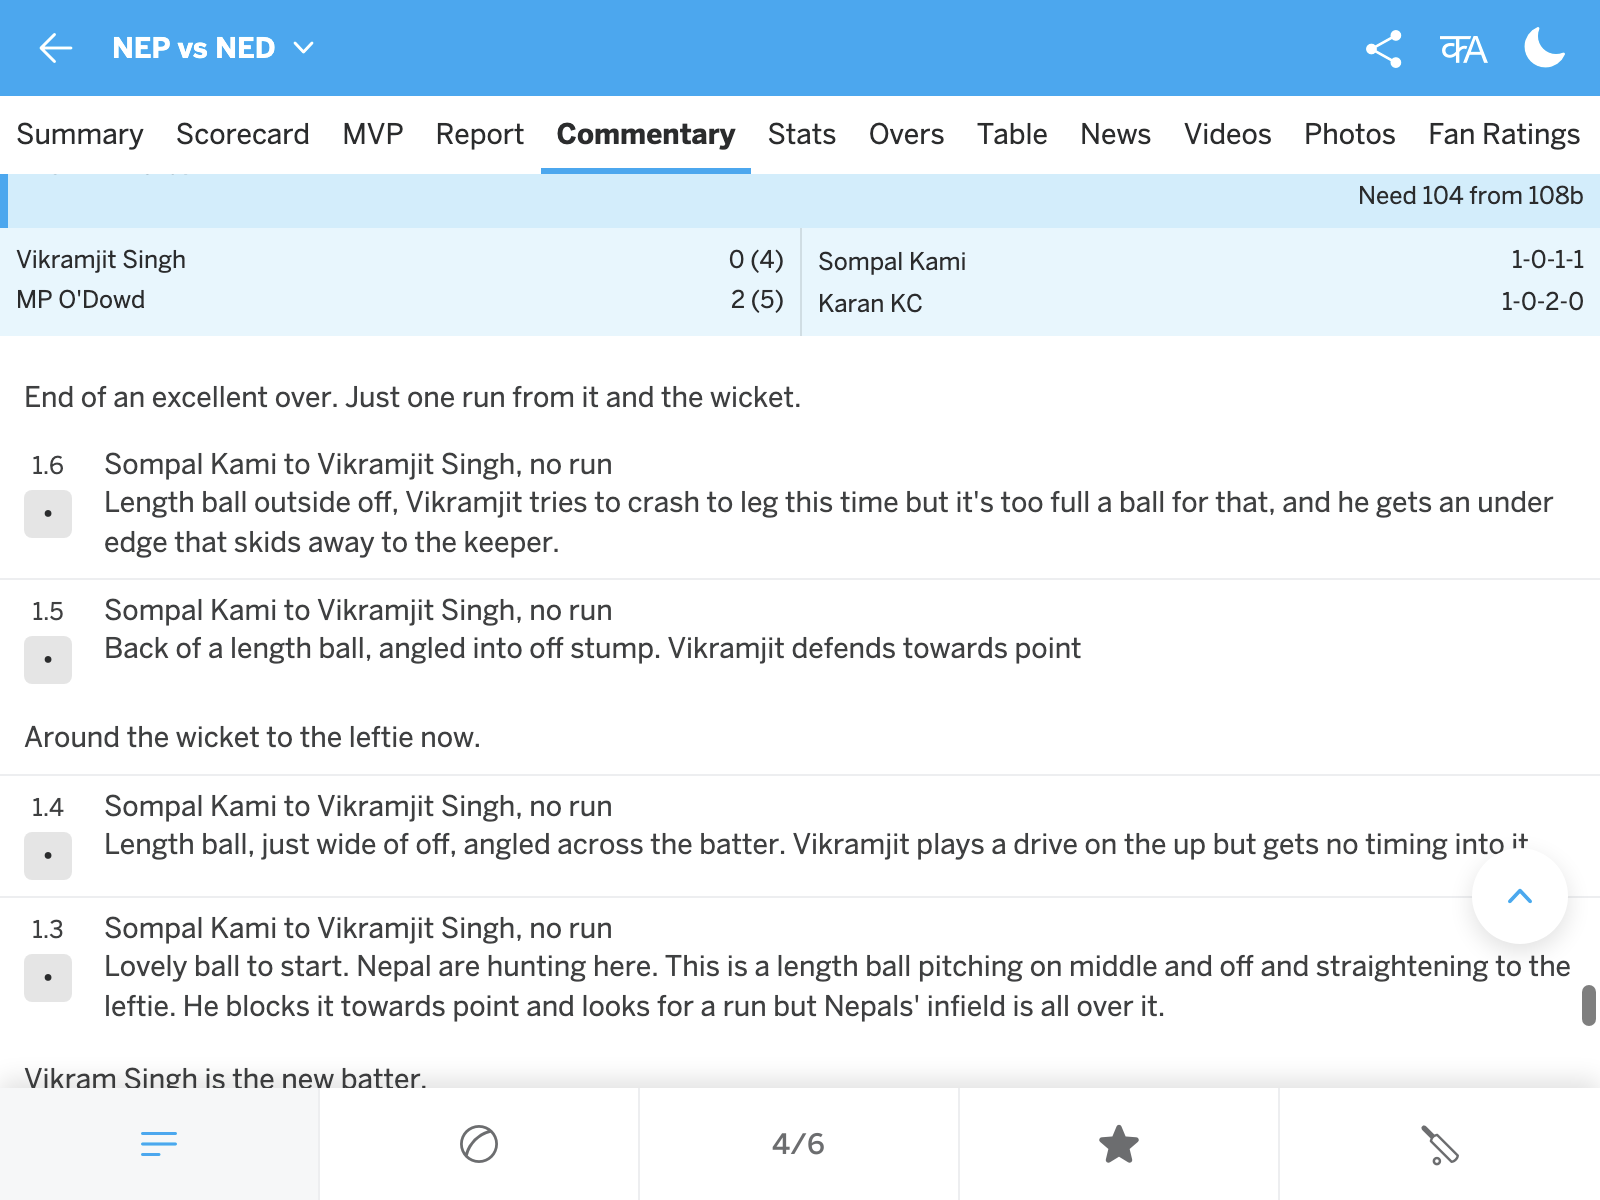 NEP vs NED
कA
Summary Scorecard MVP Report Commentary Stats Overs Table News Videos Photos Fan Ratings
Need 104 from 108b
Vikramjit Singh 0 (4)
MP O'Dowd 2 (5)
Sompal Kami 1-0-1-1
Karan KC 1-0-2-0
End of an excellent over. Just one run from it and the wicket.
1.6 Sompal Kami to Vikramjit Singh, no run
• Length ball outside off, Vikramjit tries to crash to leg this time but it's too full a ball for that, and he gets an under
edge that skids away to the keeper.
1.5 Sompal Kami to Vikramjit Singh, no run
• Back of a length ball, angled into off stump. Vikramjit defends towards point
Around the wicket to the leftie now.
1.4 Sompal Kami to Vikramjit Singh, no run
• Length ball, just wide of off, angled across the batter. Vikramjit plays a drive on the up but gets no timing into it
1.3 Sompal Kami to Vikramjit Singh, no run
• Lovely ball to start. Nepal are hunting here. This is a length ball pitching on middle and off and straightening to the
leftie. He blocks it towards point and looks for a run but Nepals' infield is all over it.
Vikram Singh is the new batter.
4/6